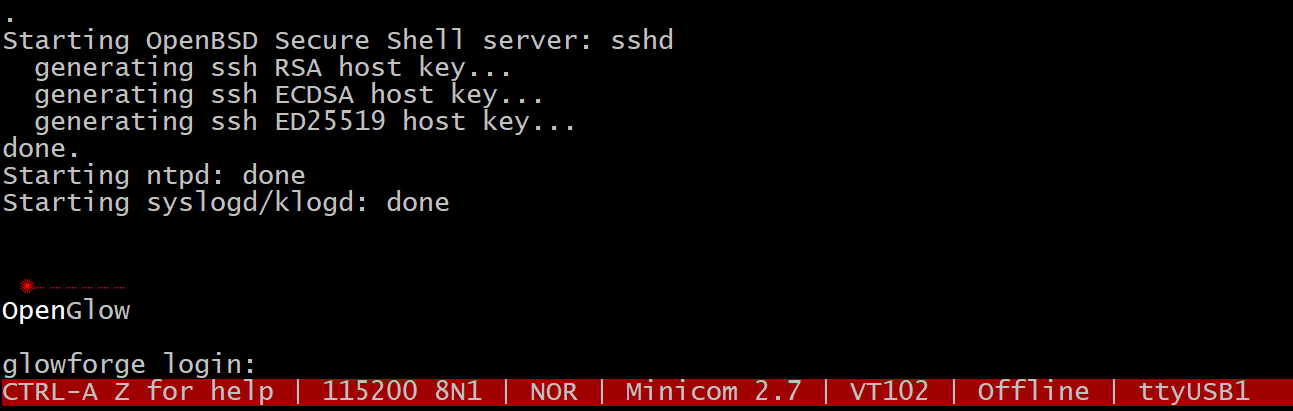 .
Starting OpenBSD Secure Shell server: sshd
  generating ssh RSA host key...
  generating ssh ECDSA host key...
  generating ssh ED25519 host key...
done.
Starting ntpd: done
Starting syslogd/klogd: done
OpenGlow
glowforge login:
CTRL-A Z for help | 115200 8N1 | NOR | Minicom 2.7 | VT102 | Offline | ttyUSB1